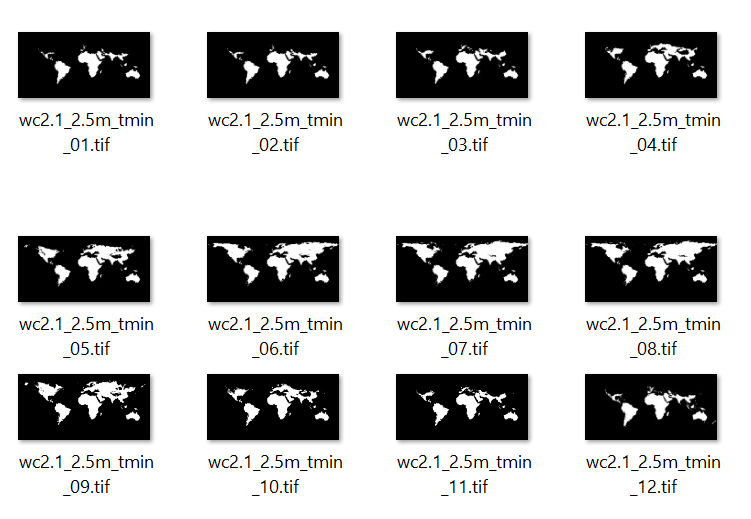 wc2.1_2.5m_tmin
_01.tif
wc2.1_2.5m_tmin
_02.tif
wc2.1_2.5m_tmin
_03.tif
wc2.1_2.5m_tmin
_04.tif
wc2.1_2.5m_tmin
_05.tif
wc2.1_2.5m_tmin
_06.tif
wc2.1_2.5m_tmin
_07.tif
wc2.1_2.5m_tmin
_08.tif
wc2.1_2.5m_tmin
_09.tif
wc2.1_2.5m_tmin
_10.tif
wc2.1_2.5m_tmin
_11.tif
wc2.1_2.5m_tmin
_12.tif